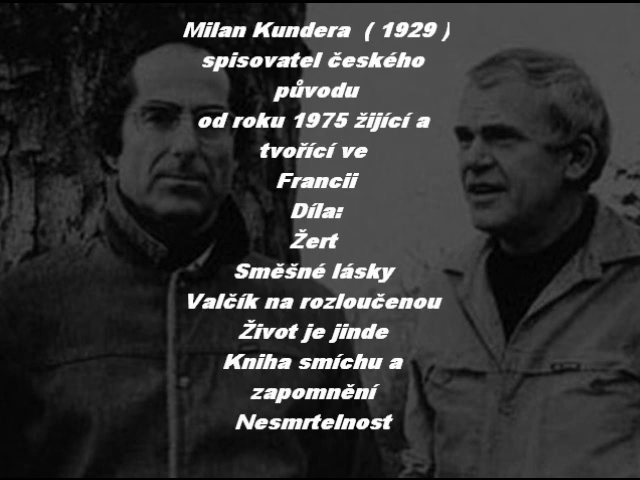 Milan Kundera ( 1929 )
spisovatel českého
původu
od roku 1975 žijící a
tvořící ve
Francii
Díla:
Žert
Směšné lásky
Valčík na rozloučenou
Život je jinde
Kniha smíchu a
zapomnění
Nesmrtelnost